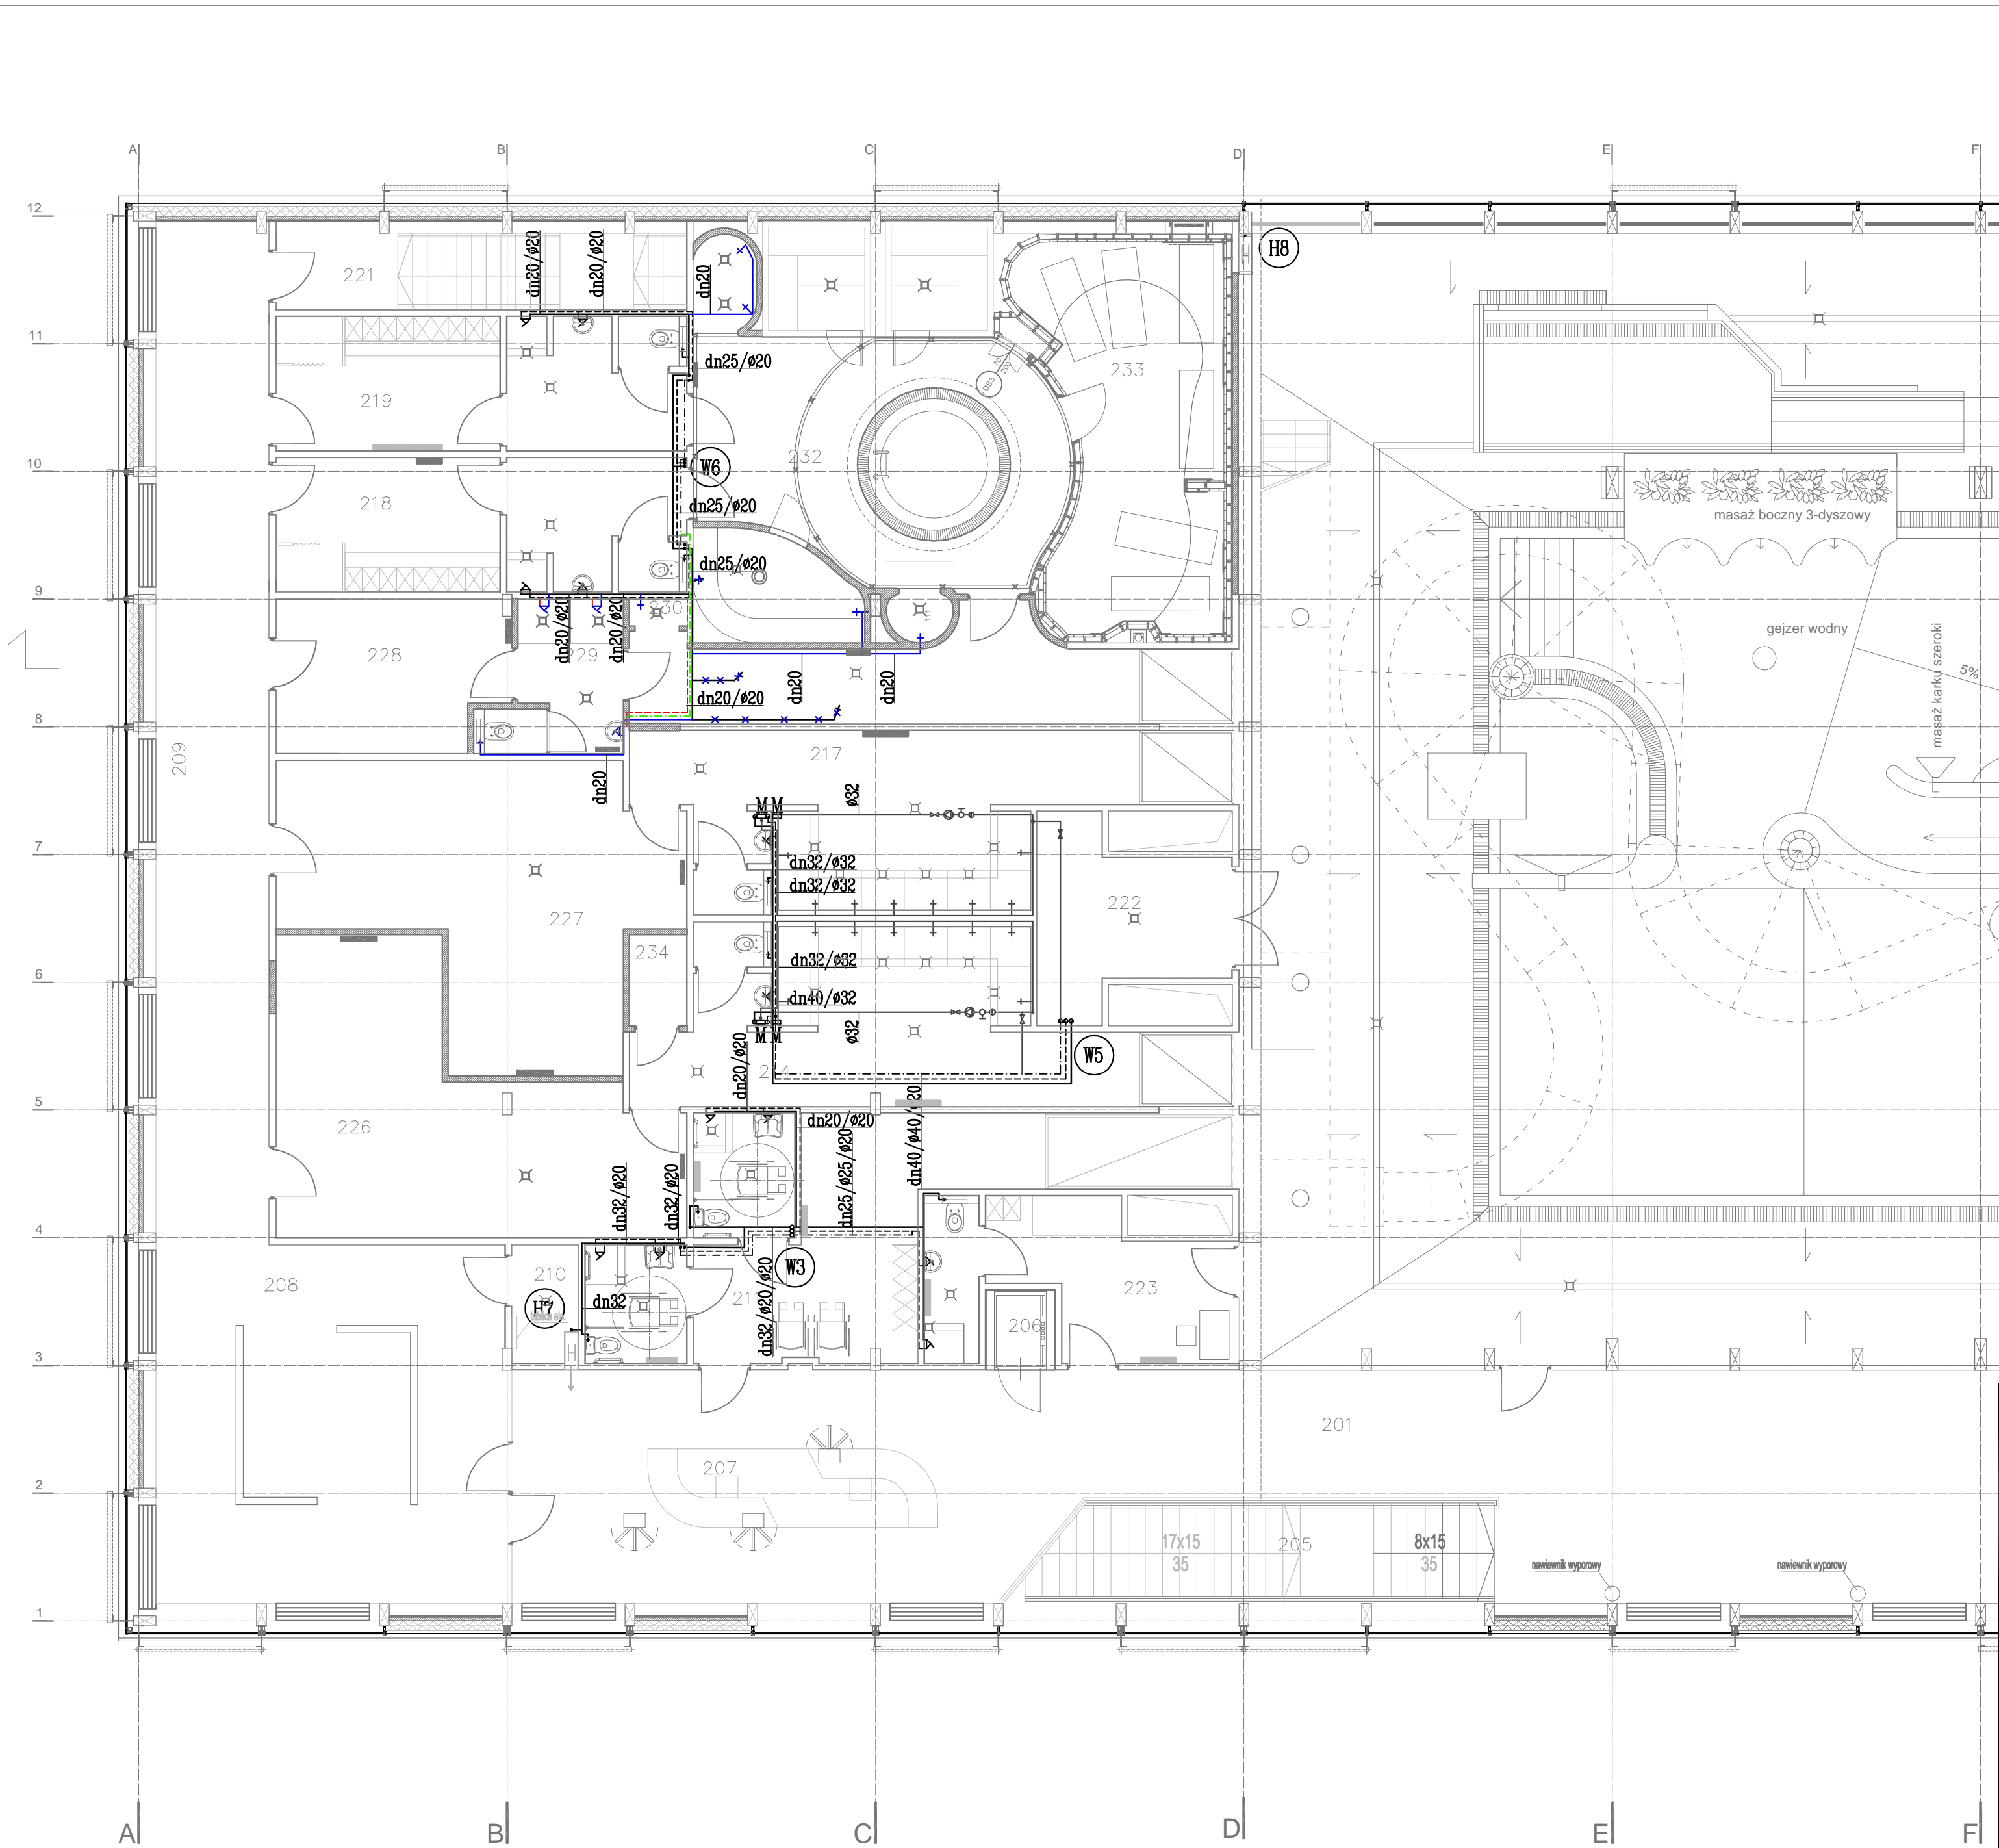 A B C D E F
12
H8
dn20/ø20 dn20/ø20 dn20
221
11
dn25/ø20
DS3
70
200
233
219
10
W6
232
218
dn25/ø20
masaż boczny 3-dyszowy
dn25/ø20
9
230
dn20/ø20 dn20/ø20
229
228
gejzer wodny
masaż karku szeroki
5%
dn20/ø20
dn20 dn20
8
209
217
dn20
M M
ø32
7
dn32/ø32
dn32/ø32
222
227
234
dn32/ø32
6
dn40/ø32
M M
ø32
W5
dn20/ø20
5
dn20/ø20
226
dn25/ø25/ø20
dn40/ø40/ø20
dn32/ø20 dn32/ø20
4
W3
208
210
H7
dn32
dn32/ø20/ø20
223
206
H
3
201
207
2
17x15
35
205
8x15
35
nawiewnik wyporowy
nawiewnik wyporowy
1
A B C D E F